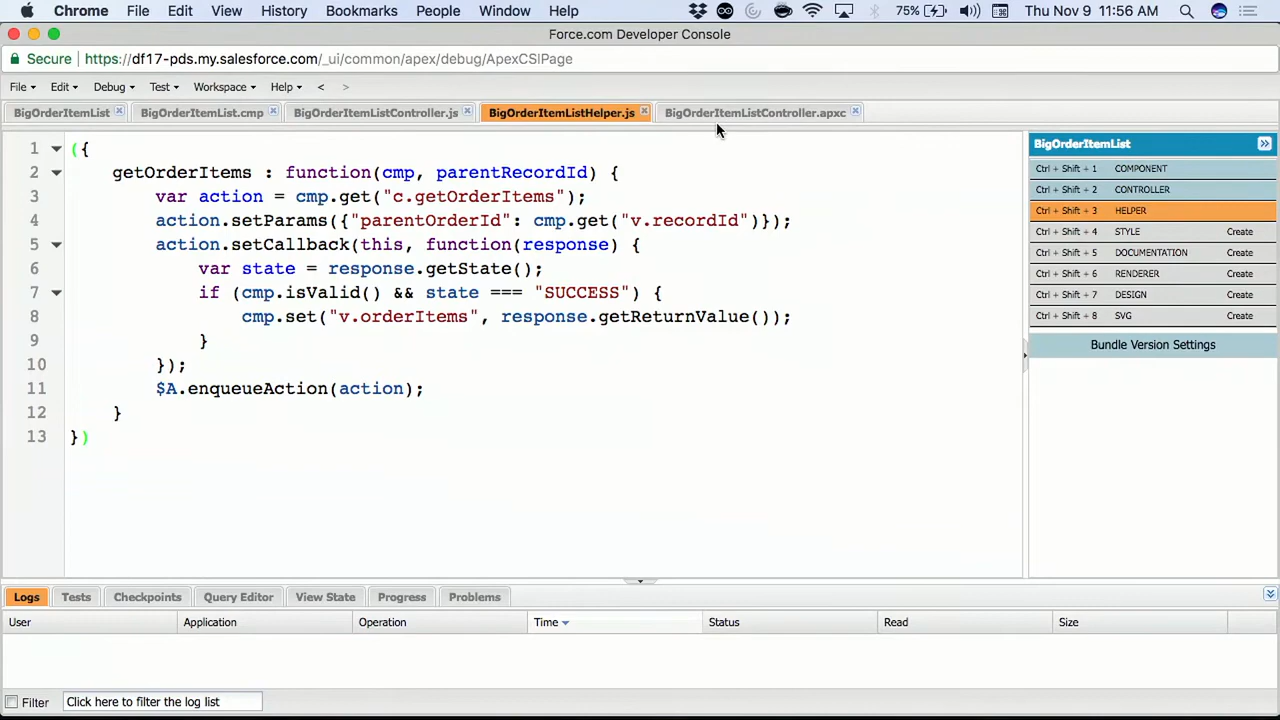 Chrome File Edit View History Bookmarks People Window Help 75% Thu Nov 9 11:56 AM
Force.com Developer Console
Secure https://df17-pds.my.salesforce.com/_ui/common/apex/debug/ApexCSIPage
File Edit Debug Test Workspace Help < >
BigOrderItemList BigOrderItemList.cmp BigOrderItemListController.js BigOrderItemListHelper.js BigOrderItemListController.apxc
1 ({
2 getOrderItems : function(cmp, parentRecordId) {
3 var action = cmp.get("c.getOrderItems");
4 action.setParams({"parentOrderId": cmp.get("v.recordId")});
5 action.setCallback(this, function(response) {
6 var state = response.getState();
7 if (cmp.isValid() && state === "SUCCESS") {
8 cmp.set("v.orderItems", response.getReturnValue());
9 }
10 });
11 $A.enqueueAction(action);
12 }
13 })
BigOrderItemList
Ctrl + Shift + 1 COMPONENT
Ctrl + Shift + 2 CONTROLLER
Ctrl + Shift + 3 HELPER
Ctrl + Shift + 4 STYLE Create
Ctrl + Shift + 5 DOCUMENTATION Create
Ctrl + Shift + 6 RENDERER Create
Ctrl + Shift + 7 DESIGN Create
Ctrl + Shift + 8 SVG Create
Bundle Version Settings
Logs Tests Checkpoints Query Editor View State Progress Problems
User Application Operation Time Status Read Size
Filter Click here to filter the log list